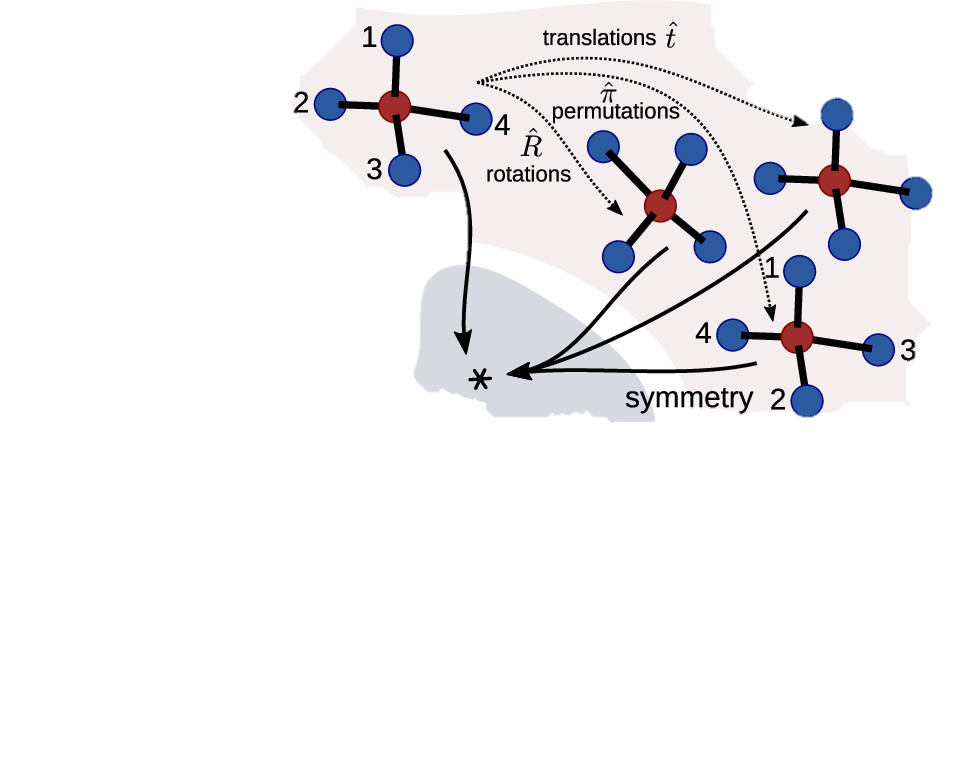 translations t̂
1
π̂
permutations
2
4
R̂
3
rotations
1
4
3
*
symmetry
2